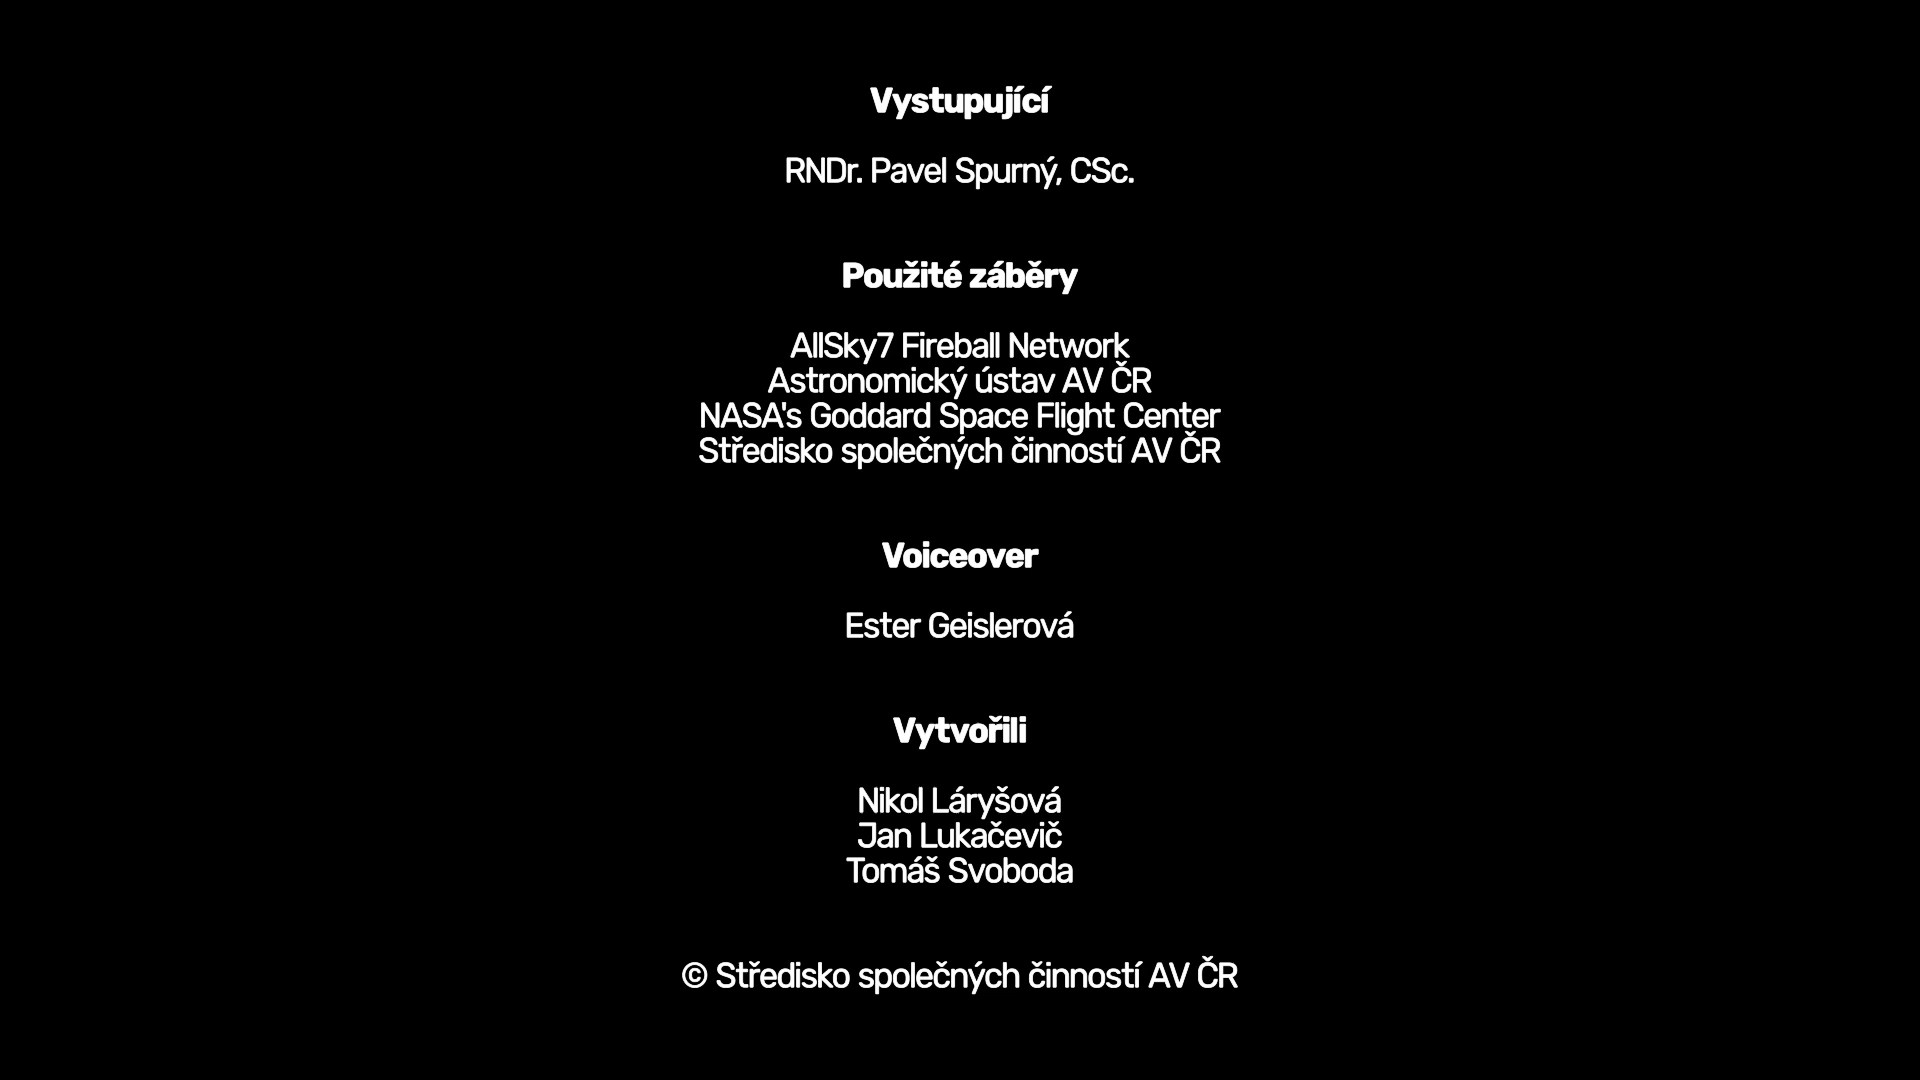 Vystupující
RNDr. Pavel Spurný, CSc.
Použité záběry
AllSky7 Fireball Network
Astronomický ústav AV ČR
NASA's Goddard Space Flight Center
Středisko společných činností AV ČR
Voiceover
Ester Geislerová
Vytvořili
Nikol Láryšová
Jan Lukačevič
Tomáš Svoboda
© Středisko společných činností AV ČR